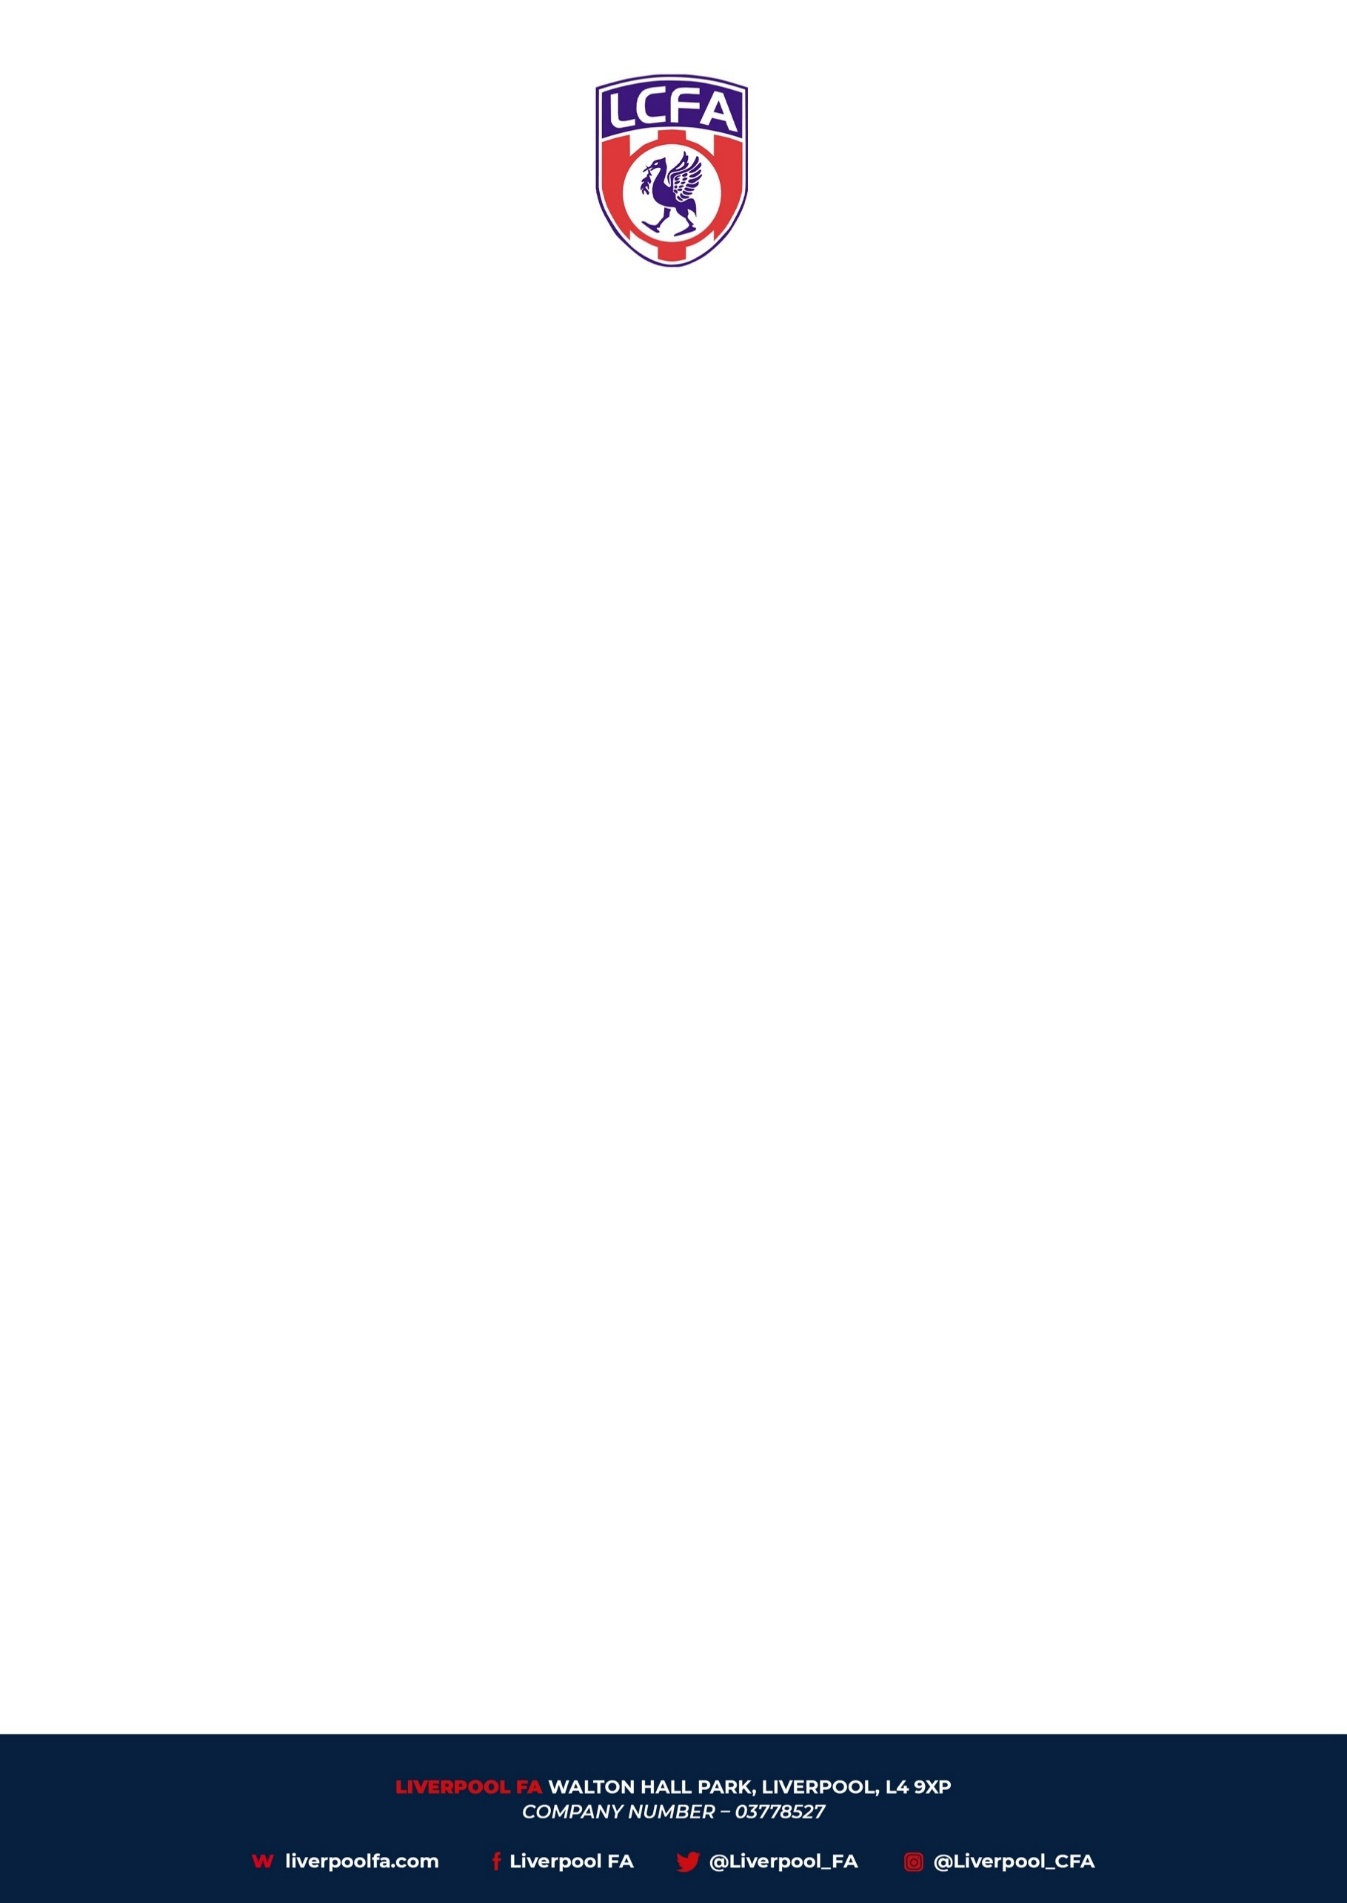 LCFA
LIVERPOOL FA WALTON HALL PARK, LIVERPOOL, L4 9XP
COMPANY NUMBER – 03778527
W liverpoolfa.com f Liverpool FA @Liverpool_FA @Liverpool_CFA